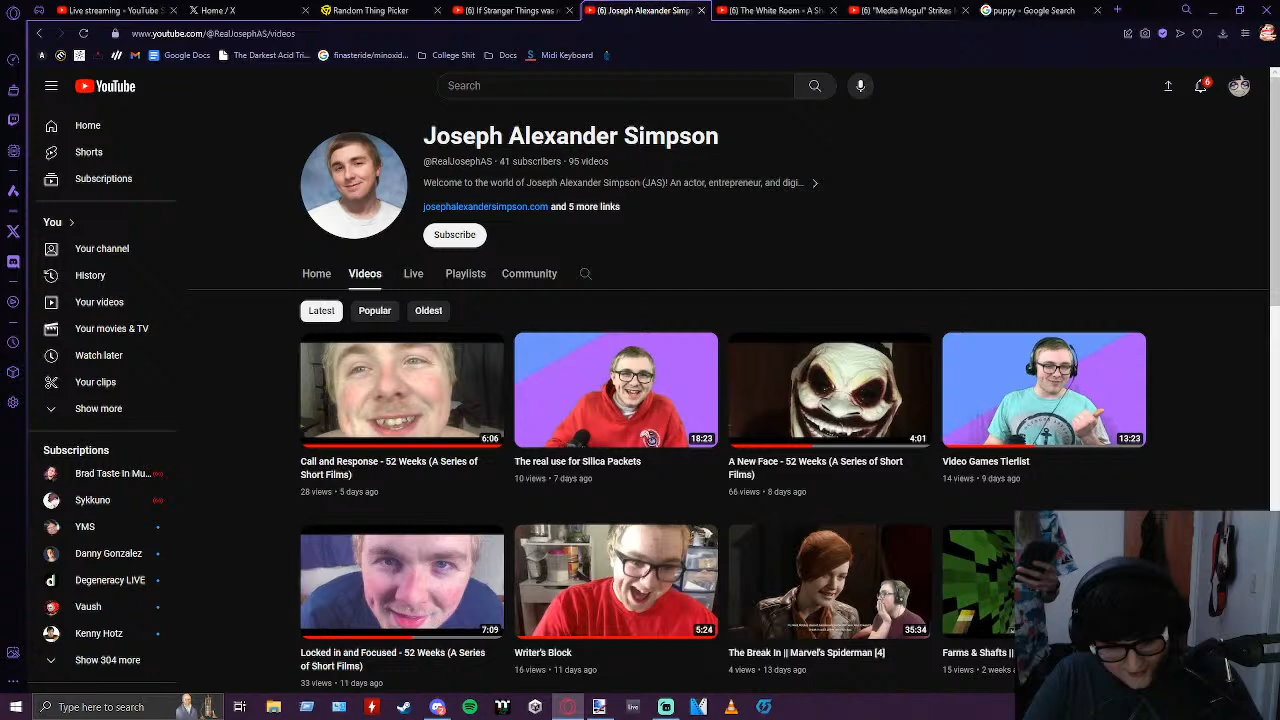 Live streaming - YouTube S
Home / X
Random Thing Picker
(6) If Stranger Things was r
(6) Joseph Alexander Simp
(6) The White Room - A Sh
(6) "Media Mogul" Strikes
puppy - Google Search
www.youtube.com/@RealJosephAS/videos
Google Docs
The Darkest Acid Tri...
finasteride/minoxid...
College Shit
Docs
Midi Keyboard
YouTube
Search
6
Home
Shorts
Subscriptions
You
Your channel
History
Your videos
Your movies & TV
Watch later
Your clips
Show more
Subscriptions
Brad Taste In Mu...
Sykkuno
YMS
Danny Gonzalez
Degeneracy LIVE
Vaush
Kenny Hotz
Show 304 more
Joseph Alexander Simpson
@RealJosephAS · 41 subscribers · 95 videos
Welcome to the world of Joseph Alexander Simpson (JAS)! An actor, entrepreneur, and digi...
josephalexandersimpson.com and 5 more links
Subscribe
Home Videos Live Playlists Community
Latest Popular Oldest
6:06
Call and Response - 52 Weeks (A Series of
Short Films)
28 views · 5 days ago
18:23
The real use for Silica Packets
10 views · 7 days ago
4:01
A New Face - 52 Weeks (A Series of Short
Films)
66 views · 8 days ago
13:23
Video Games Tierlist
14 views · 9 days ago
7:09
Locked in and Focused - 52 Weeks (A Series
of Short Films)
33 views · 11 days ago
5:24
Writer's Block
16 views · 11 days ago
35:34
The Break In || Marvel's Spiderman [4]
4 views · 13 days ago
Farms & Shafts ||
15 views · 2 weeks a
Type here to search